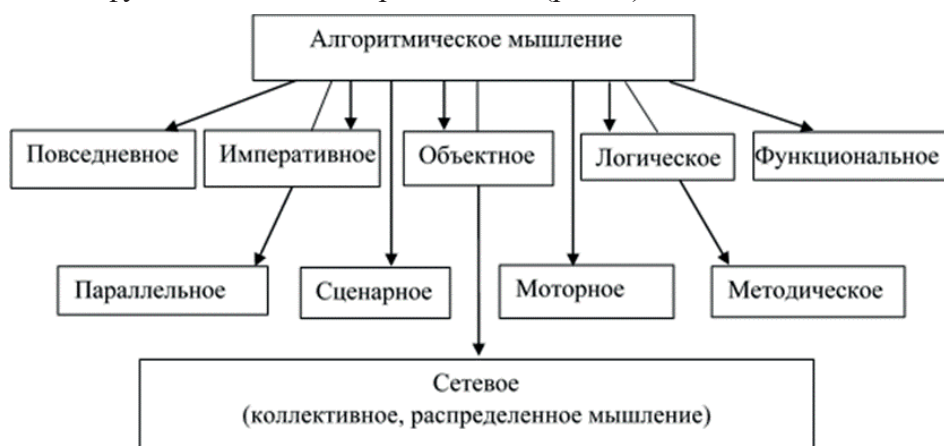 Алгоритмическое мышление
Повседневное
Императивное
Объектное
Логическое
Функциональное
Параллельное
Сценарное
Моторное
Методическое
Сетевое
(коллективное, распределенное мышление)